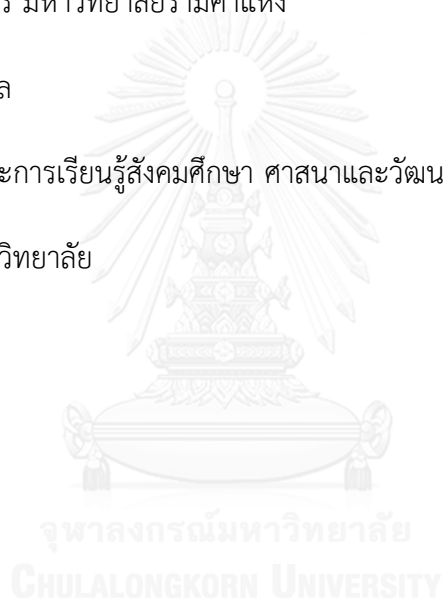 ร์ มหาวิทยาลัยรามคำแหง
ล
ะการเรียนรู้สังคมศึกษา ศาสนาและวัฒน
วิทยาลัย
จุฬาลงกรณ์มหาวิทยาลัย
CHULALONGKORN UNIVERSITY